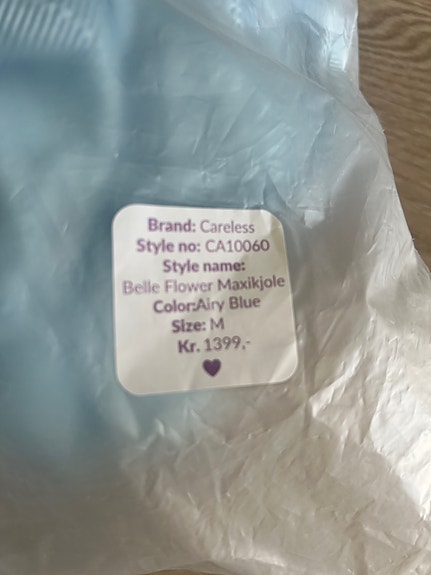 Brand: Careless
Style no: CA10060
Style name:
Belle Flower Maxikjole
Color:Airy Blue
Size: M
Kr. 1399,-